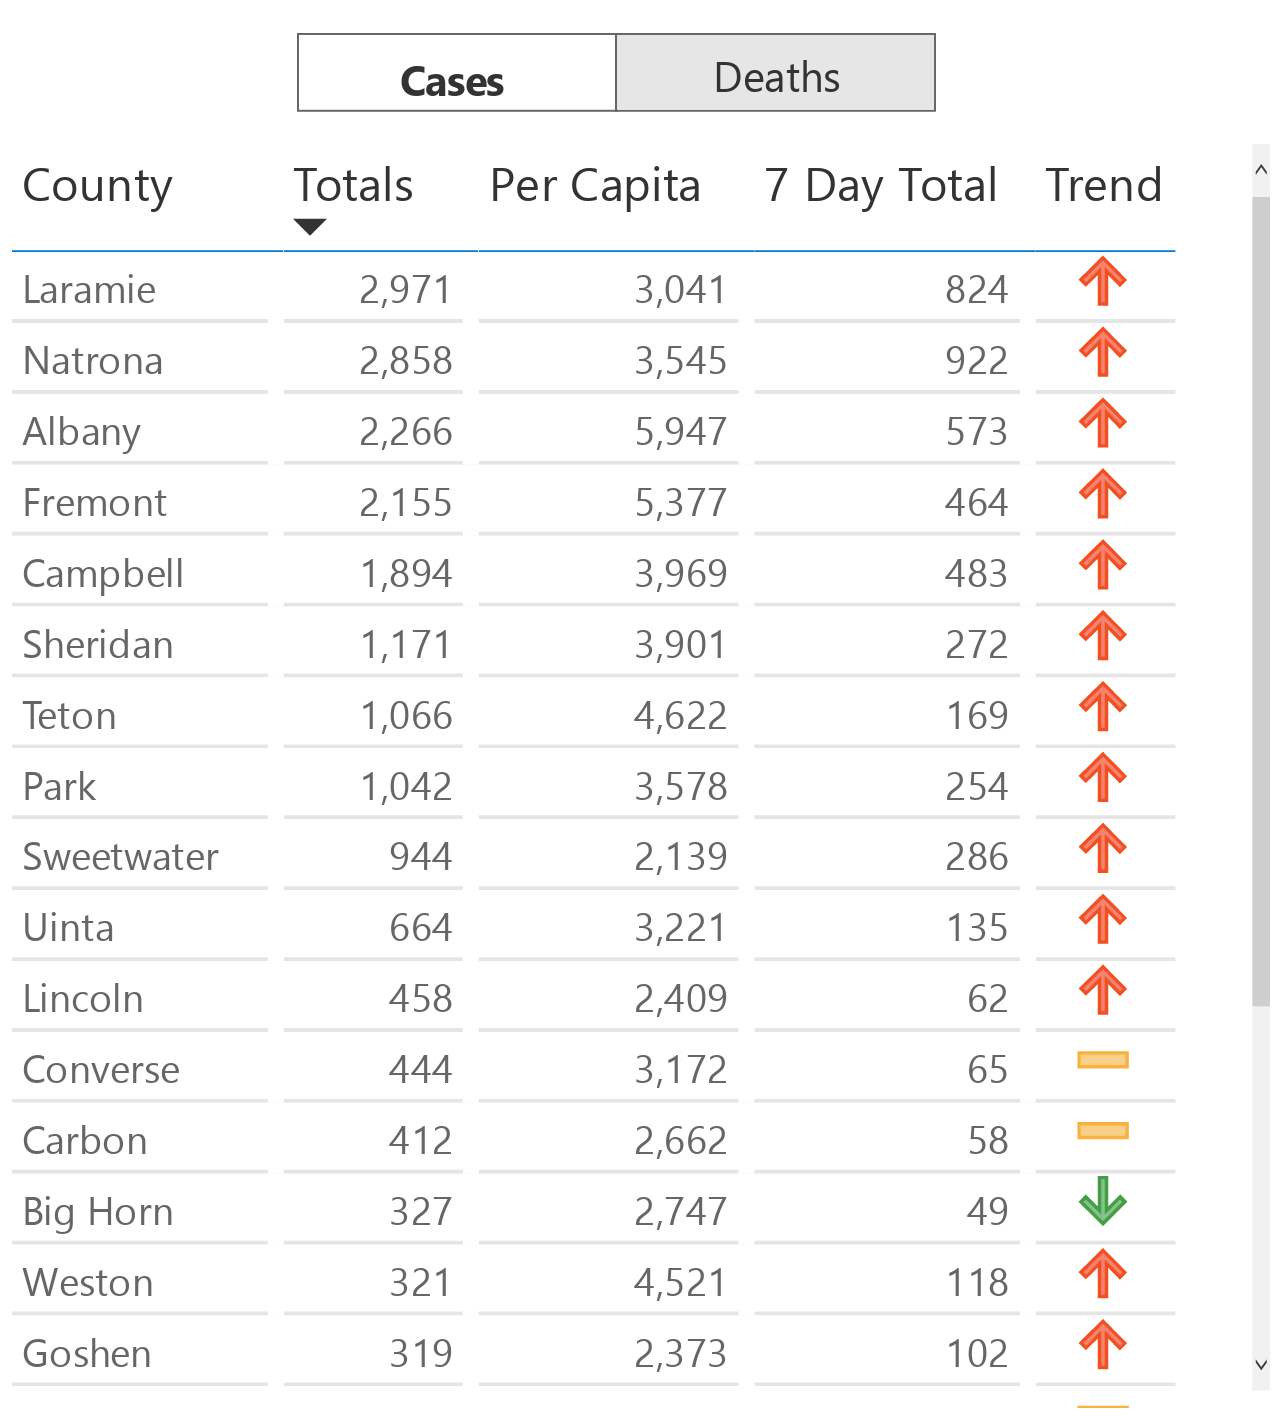 Cases Deaths
County Totals Per Capita 7 Day Total Trend
Laramie 2,971 3,041 824
Natrona 2,858 3,545 922
Albany 2,266 5,947 573
Fremont 2,155 5,377 464
Campbell 1,894 3,969 483
Sheridan 1,171 3,901 272
Teton 1,066 4,622 169
Park 1,042 3,578 254
Sweetwater 944 2,139 286
Uinta 664 3,221 135
Lincoln 458 2,409 62
Converse 444 3,172 65
Carbon 412 2,662 58
Big Horn 327 2,747 49
Weston 321 4,521 118
Goshen 319 2,373 102